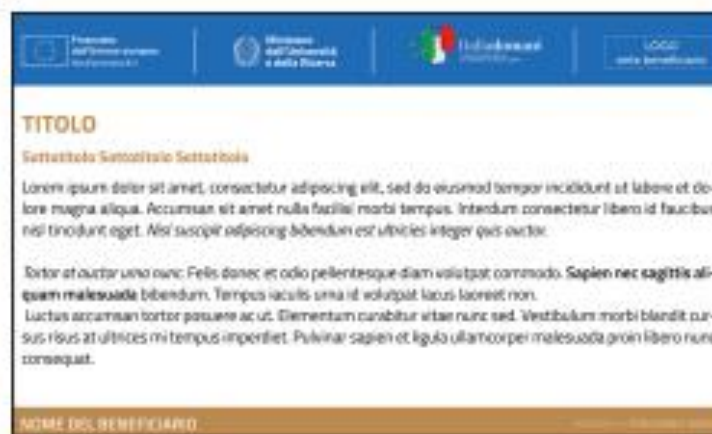 Finanziato
dall'Unione europea
NextGenerationEU
Ministero
dell'Università
e della Ricerca
Italiadomani
LOGO
ente beneficiario
TITOLO
Sottotitolo Sottotitolo Sottotitolo
Lorem ipsum dolor sit amet, consectetur adipiscing elit, sed do eiusmod tempor incididunt ut labore et do-
lore magna aliqua. Accumsan sit amet nulla facilisi morbi tempus. Interdum consectetur libero id faucibus
nisl tincidunt eget. Nisi suscipit adipiscing bibendum est ultricies integer quis auctor.
Tortor at auctor urna nunc. Felis donec et odio pellentesque diam volutpat commodo. Sapien nec sagittis ali-
quam malesuada bibendum. Tempus iaculis urna id volutpat lacus laoreet non.
Luctus accumsan tortor posuere ac ut. Elementum curabitur vitae nunc sed. Vestibulum morbi blandit cur-
sus risus at ultrices mi tempus imperdiet. Pulvinar sapien et ligula ullamcorper malesuada proin libero nunc
consequat.
NOME DEL BENEFICIARIO